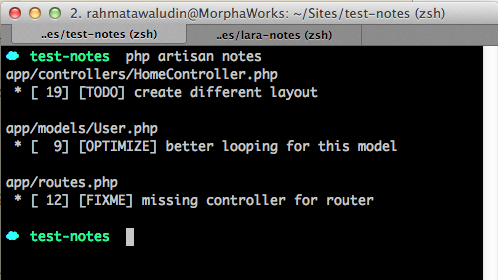 2. rahmatawaludin@MorphaWorks: ~/Sites/test-notes (zsh)
..es/test-notes (zsh) ..es/lara-notes (zsh)
test-notes php artisan notes
app/controllers/HomeController.php
* [ 19] [TODO] create different layout
app/models/User.php
* [  9] [OPTIMIZE] better looping for this model
app/routes.php
* [ 12] [FIXME] missing controller for router
test-notes